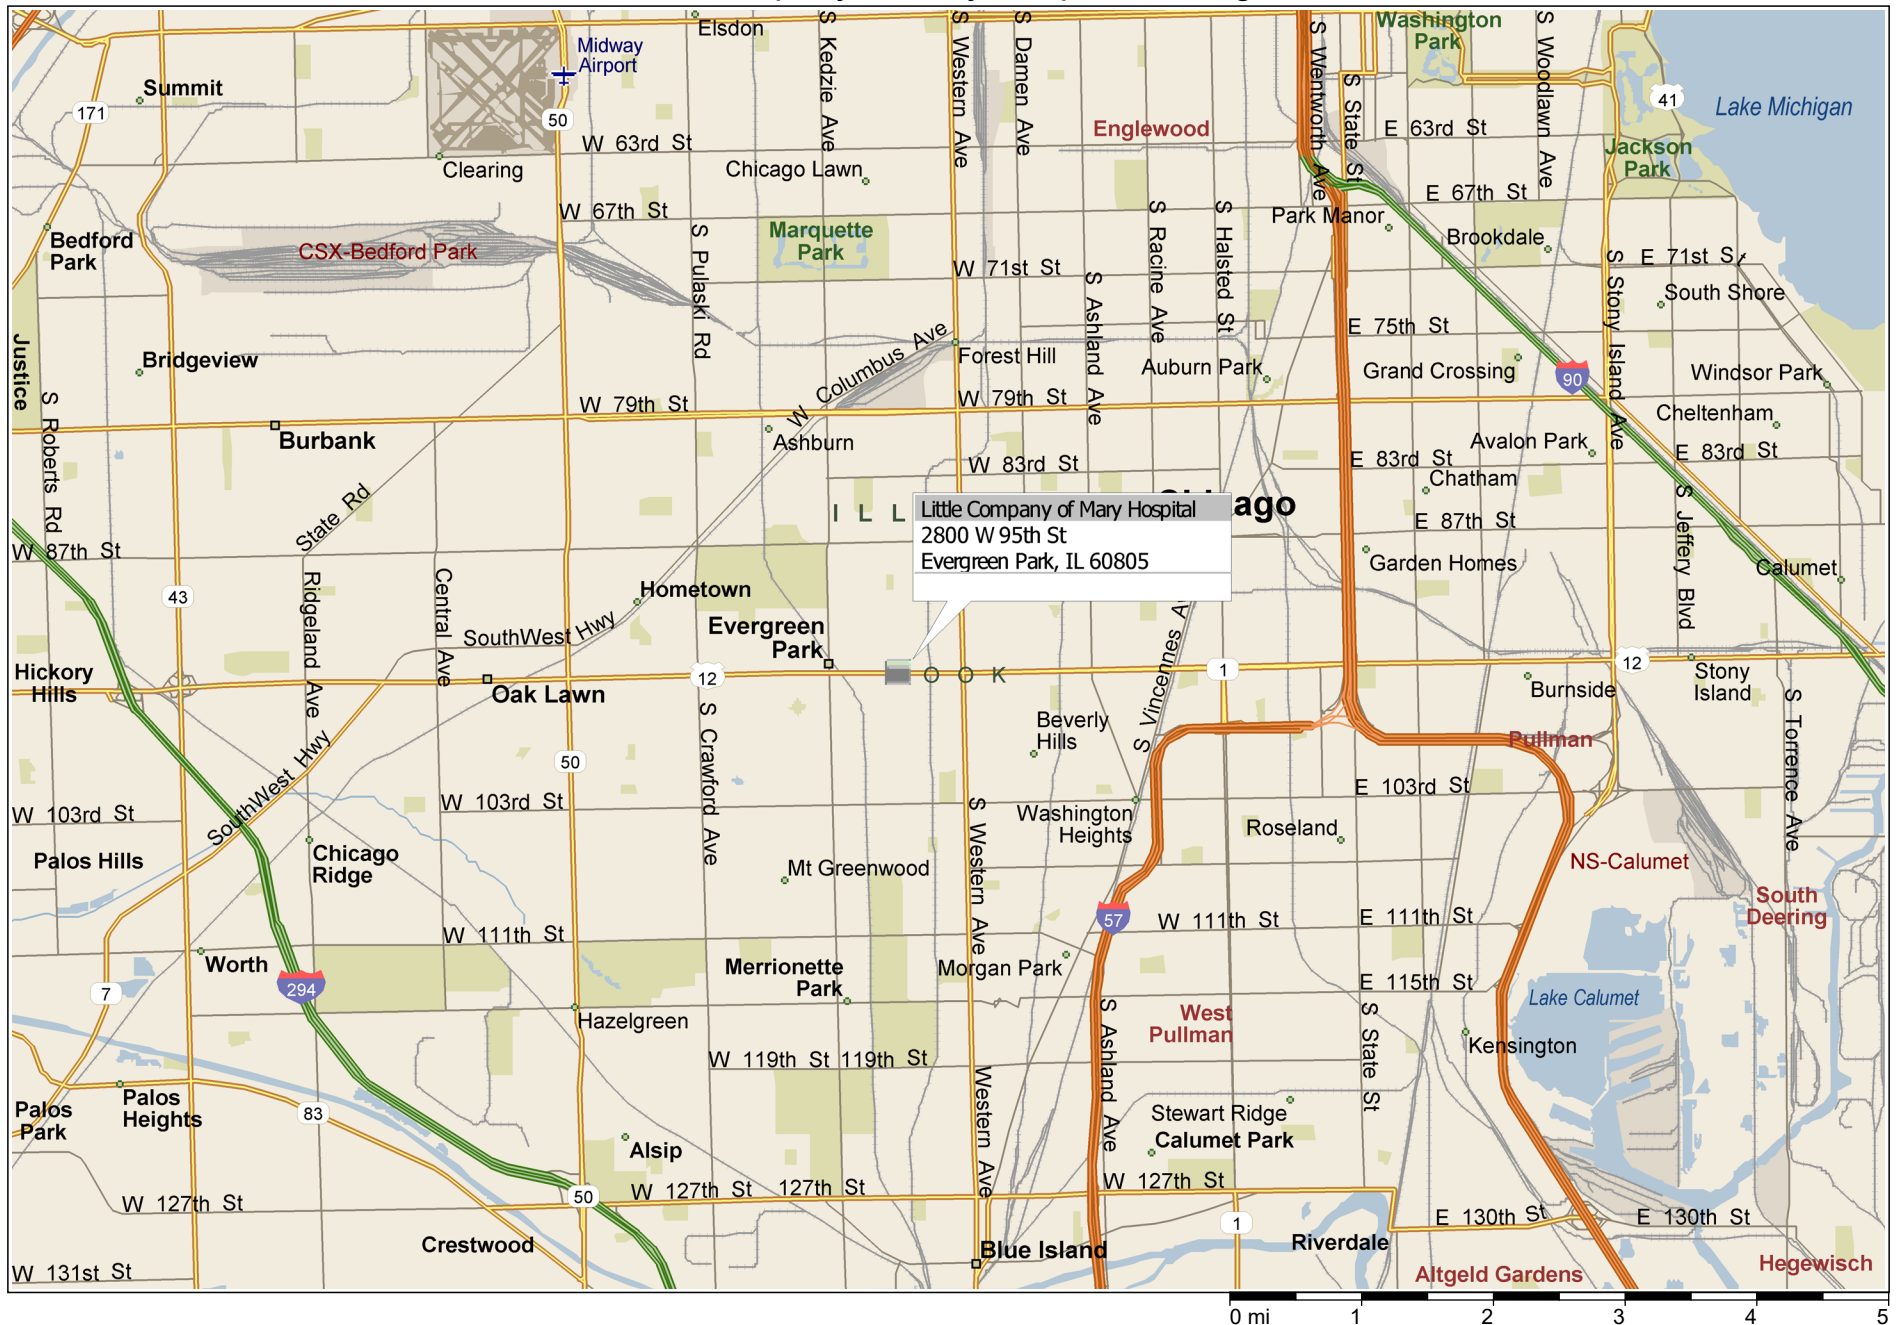 Elsdon
Midway
Airport
Summit
171
50
Clearing
W 63rd St
Chicago Lawn
S Kedzie Ave
S Western Ave
S Damen Ave
Englewood
S Wentworth Ave
S State St
Washington
Park
E 63rd St
S Woodlawn Ave
41
Lake Michigan
Jackson
Park
E 67th St
Park Manor
Brookdale
W 67th St
Bedford
Park
CSX-Bedford Park
S Pulaski Rd
Marquette
Park
W 71st St
S Racine Ave
S Halsted St
S Ashland Ave
E 71st S
South Shore
S Stony Island Ave
E 75th St
Justice
Bridgeview
W Columbus Ave
Forest Hill
Auburn Park
Grand Crossing
90
Windsor Park
Cheltenham
S Roberts Rd
W 79th St
W 79th St
Burbank
Ashburn
Avalon Park
W 83rd St
E 83rd St
E 83rd St
Chatham
State Rd
I L L
ago
Little Company of Mary Hospital
2800 W 95th St
Evergreen Park, IL 60805
E 87th St
S Jeffery Blvd
W 87th St
Garden Homes
Calumet
43
Ridgeland Ave
Central Ave
Hometown
SouthWest Hwy
Evergreen
Park
S Vincennes A
Hickory
Hills
Oak Lawn
12
O O K
1
12
Stony
Island
Burnside
S Torrence Ave
S Crawford Ave
Beverly
Hills
Pullman
50
SouthWest Hwy
W 103rd St
W 103rd St
E 103rd St
Washington
Heights
Roseland
S Western Ave
Palos Hills
Chicago
Ridge
Mt Greenwood
NS-Calumet
South
Deering
57
W 111th St
E 111th St
W 111th St
Worth
294
Merrionette
Park
Morgan Park
7
E 115th St
Lake Calumet
Hazelgreen
S Ashland Ave
West
Pullman
S State St
Kensington
W 119th St 119th St
Western Ave
Palos
Heights
Palos
Park
83
Stewart Ridge
Calumet Park
Alsip
W 127th St
50
W 127th St 127th St
W 127th St
1
E 130th St
E 130th St
Crestwood
Blue Island
Riverdale
Hegewisch
W 131st St
Altgeld Gardens
0 mi 1 2 3 4 5